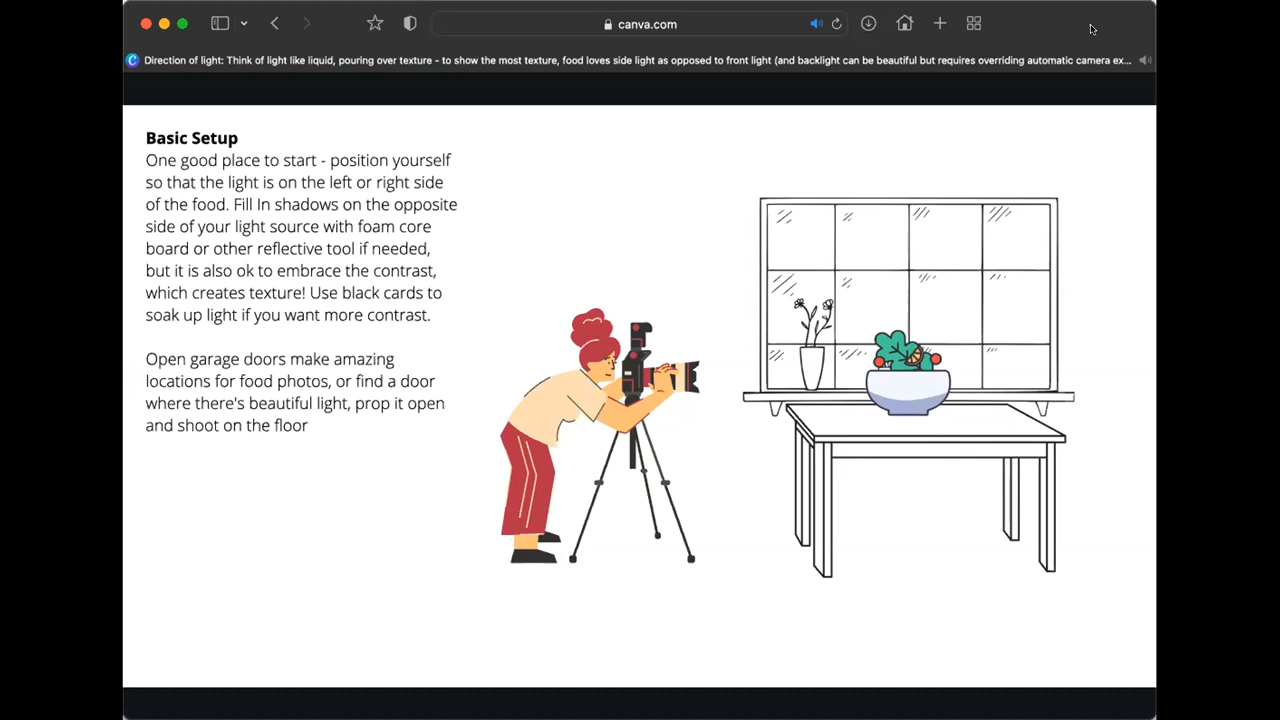 canva.com
Direction of light: Think of light like liquid, pouring over texture - to show the most texture, food loves side light as opposed to front light (and backlight can be beautiful but requires overriding automatic camera ex...
Basic Setup
One good place to start - position yourself
so that the light is on the left or right side
of the food. Fill In shadows on the opposite
side of your light source with foam core
board or other reflective tool if needed,
but it is also ok to embrace the contrast,
which creates texture! Use black cards to
soak up light if you want more contrast.
Open garage doors make amazing
locations for food photos, or find a door
where there's beautiful light, prop it open
and shoot on the floor